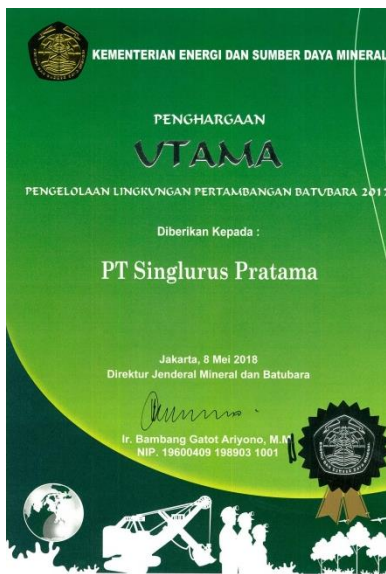 KEMENTERIAN ENERGI DAN SUMBER DAYA MINERAL
PENGHARGAAN
UTAMA
PENGELOLAAN LINGKUNGAN PERTAMBANGAN BATUBARA 2017
Diberikan Kepada :
PT Singlurus Pratama
Jakarta, 8 Mei 2018
Direktur Jenderal Mineral dan Batubara
Ir. Bambang Gatot Ariyono, M.M
NIP. 19600409 198903 1001